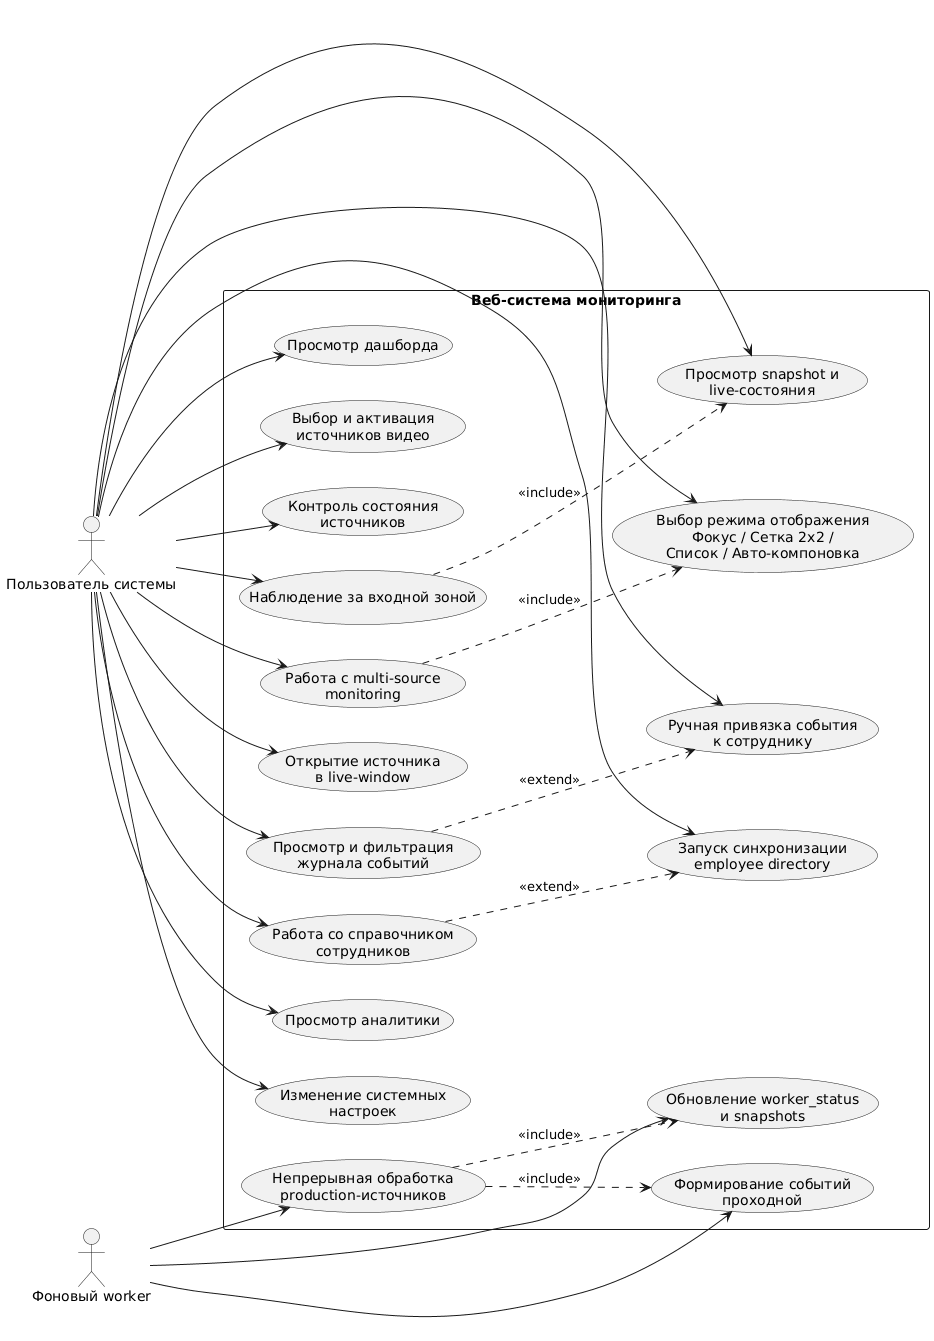 Веб-система мониторинга
Просмотр дашборда
Просмотр snapshot и
live-состояния
Выбор и активация
источников видео
Контроль состояния
источников
«include»
Выбор режима отображения
Фокус / Сетка 2x2 /
Список / Авто-компоновка
Пользователь системы
Наблюдение за входной зоной
«include»
Работа с multi-source
monitoring
Ручная привязка события
к сотруднику
Открытие источника
в live-window
«extend»
Просмотр и фильтрация
журнала событий
Запуск синхронизации
employee directory
«extend»
Работа со справочником
сотрудников
Просмотр аналитики
Изменение системных
настроек
Обновление worker_status
и snapshots
«include»
Непрерывная обработка
production-источников
«include»
Формирование событий
проходной
Фоновый worker